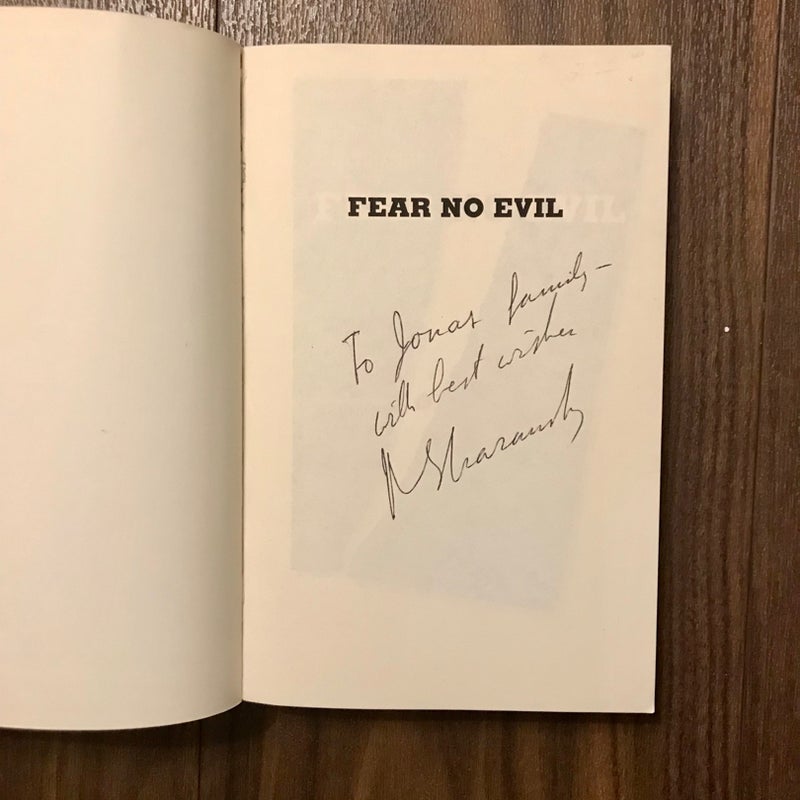 FEAR NO EVIL
To Jonas family –
with best wishes
N Sharansky